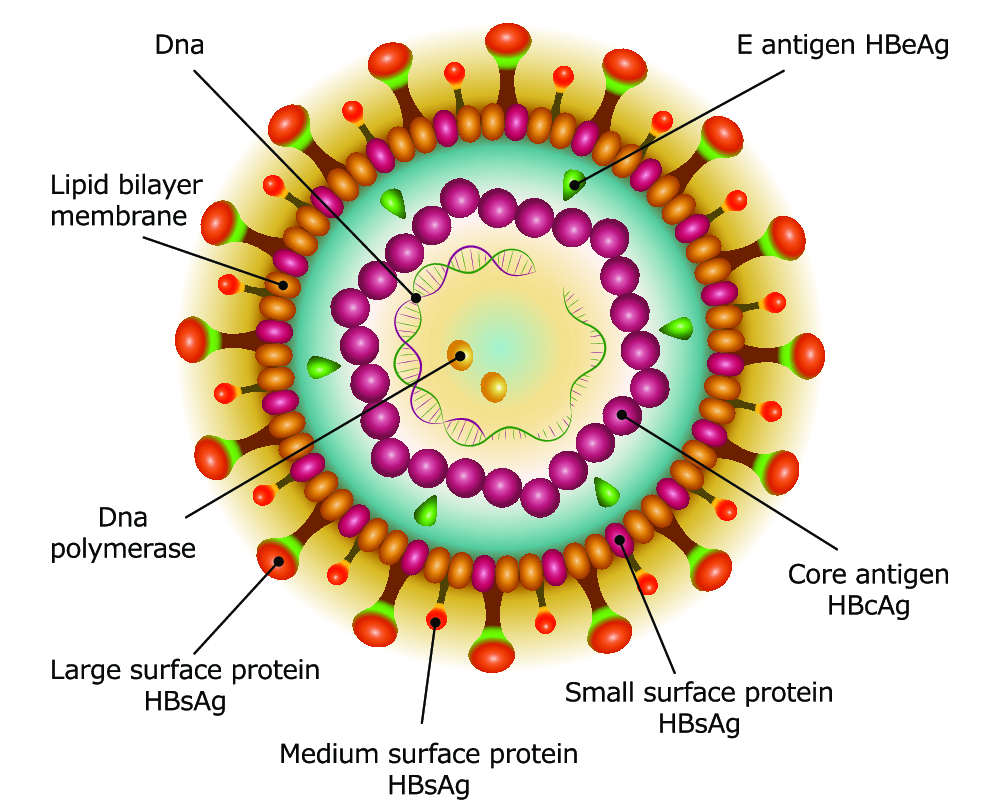 Dna
E antigen HBeAg
Lipid bilayer
membrane
Dna
polymerase
Core antigen
HBcAg
Large surface protein
HBsAg
Small surface protein
HBsAg
Medium surface protein
HBsAg